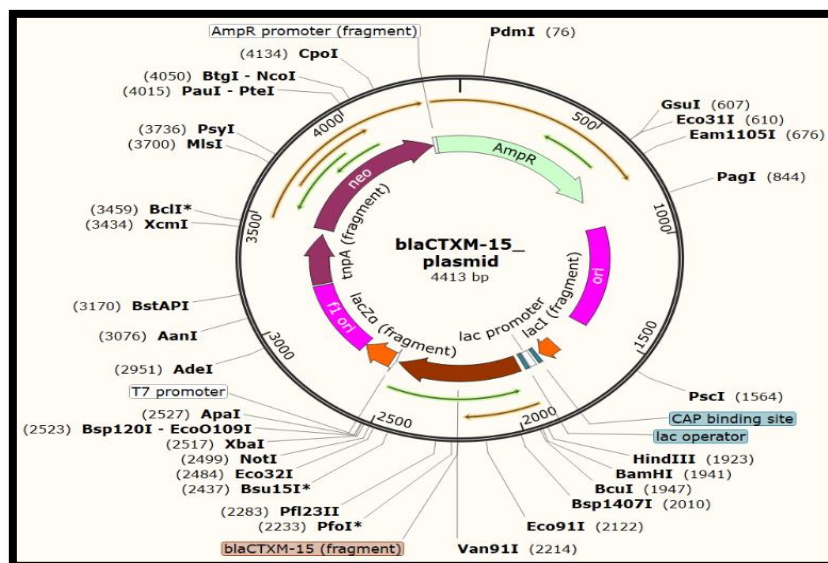 AmpR promoter (fragment)
PdmI (76)
(4134) CpoI
(4050) BtgI - NcoI
(4015) PauI - PteI
(3736) PsyI
(3700) MlsI
(3459) BclI*
(3434) XcmI
(3170) BstAPI
(3076) AanI
(2951) AdeI
T7 promoter
(2527) ApaI
(2523) Bsp120I - EcoO109I
(2517) XbaI
(2499) NotI
(2484) Eco32I
(2437) Bsu15I*
(2283) Pfl23II
(2233) PfoI*
blaCTXM-15 (fragment)
GsuI (607)
Eco31I (610)
Eam1105I (676)
PagI (844)
PscI (1564)
CAP binding site
lac operator
HindIII (1923)
BamHI (1941)
BcuI (1947)
Bsp1407I (2010)
Eco91I (2122)
Van91I (2214)
500
1000
1500
2000
2500
3000
3500
4000
AmpR
ori
lacI (fragment)
lac promoter
lacZα (fragment)
f1 ori
tnpA (fragment)
neo
blaCTXM-15_
plasmid
4413 bp